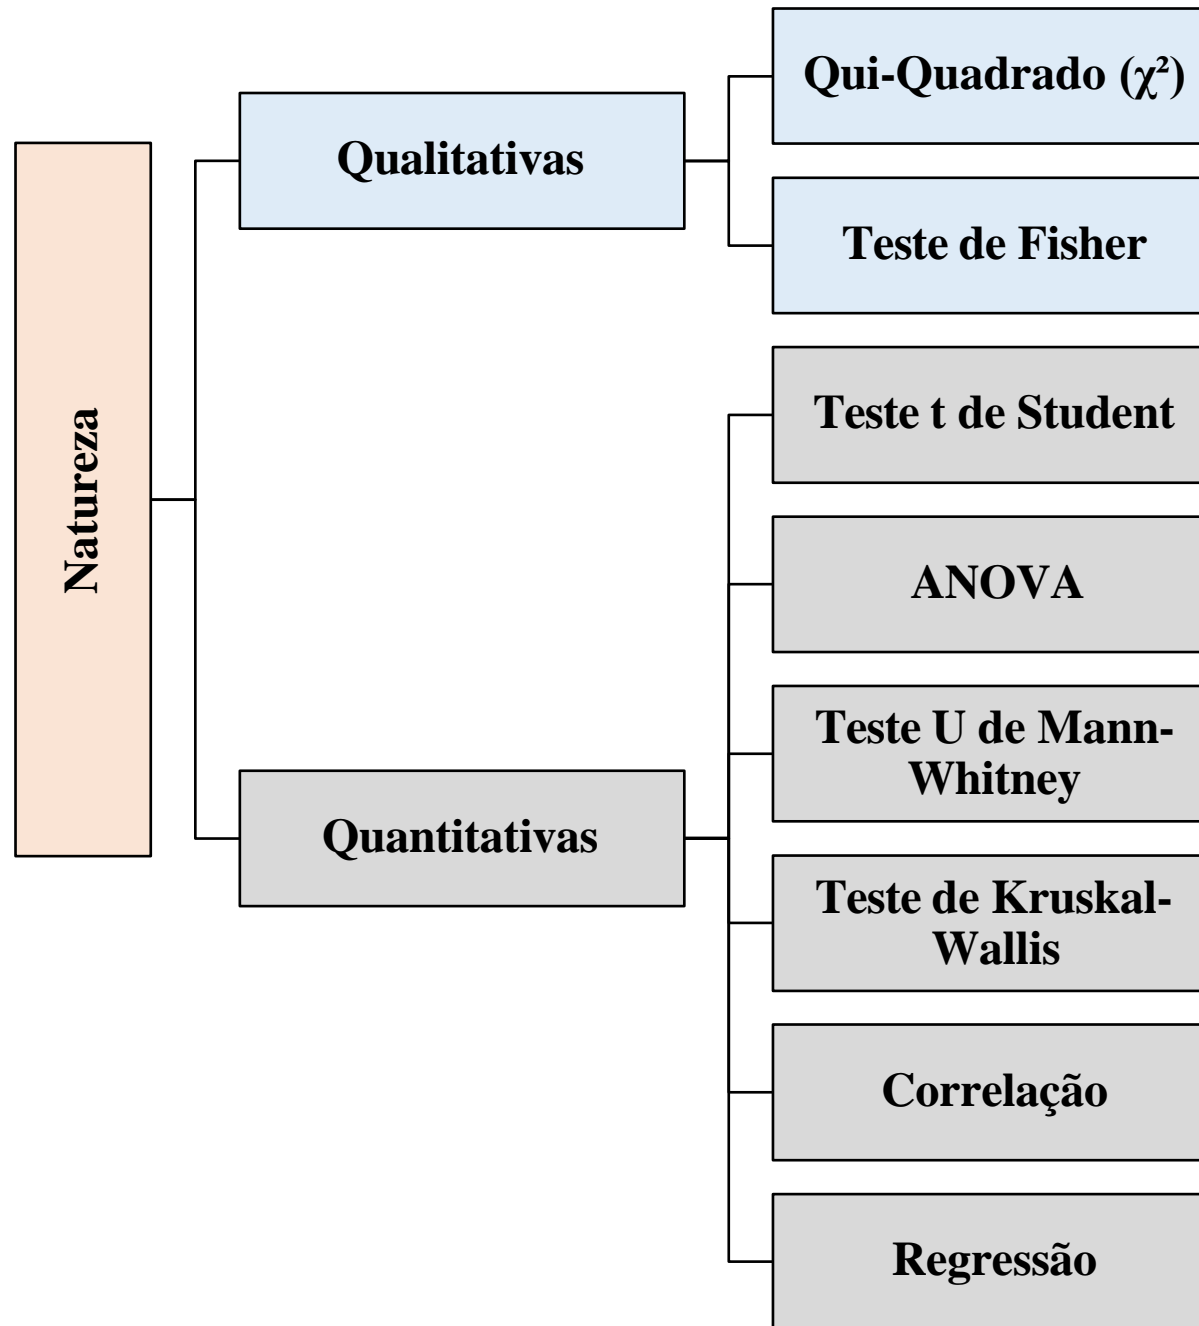 Natureza
Qualitativas
Qui-Quadrado (χ²)
Teste de Fisher
Quantitativas
Teste t de Student
ANOVA
Teste U de Mann-
Whitney
Teste de Kruskal-
Wallis
Correlação
Regressão